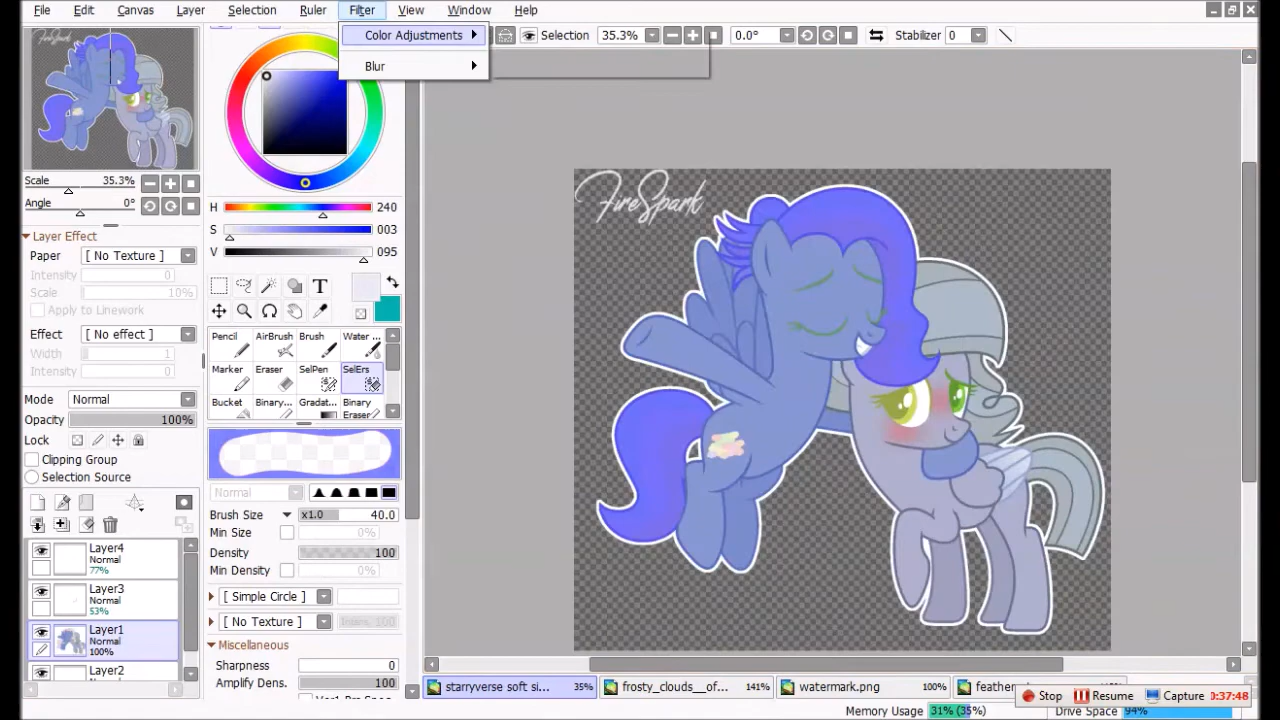 File Edit Canvas Layer Selection Ruler Filter View Window Help
Color Adjustments
Blur
Selection 35.3% 0.0° Stabilizer 0
FireSpark
Scale 35.3%
Angle 0°
Layer Effect
Paper [ No Texture ]
Intensity 0
Scale 10%
Apply to Linework
Effect [ No effect ]
Width 1
Intensity 0
Mode Normal
Opacity 100%
Lock
Clipping Group
Selection Source
Layer4
Normal
77%
Layer3
Normal
53%
Layer1
Normal
100%
Layer2
H 240
S 003
V 095
T
Pencil AirBrush Brush Water ...
Marker Eraser SelPen SelErs
Bucket Binary... Gradat... Binary
Eraser
Normal
Brush Size x1.0 40.0
Min Size 0%
Density 100
Min Density 0%
[ Simple Circle ]
[ No Texture ]
Miscellaneous
Sharpness 0
Amplify Dens. 100
starryverse soft si... 35% frosty_clouds__of... 141% watermark.png 100% feather
Stop Resume Capture 0:37:48
Memory Usage 31% (35%) Drive Space 94%